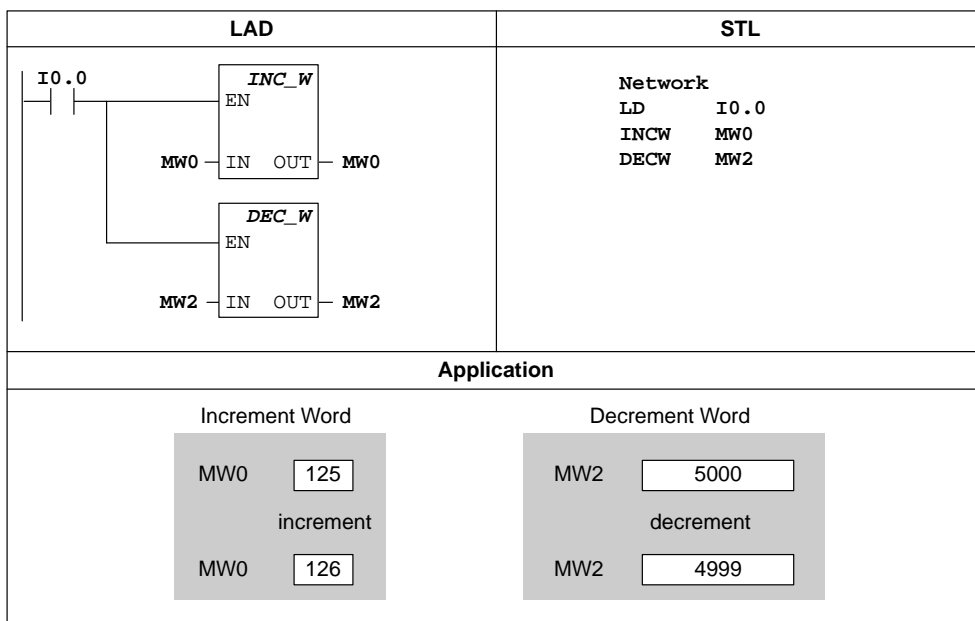 LAD
STL
I0.0
INC_W
EN
MW0 IN OUT MW0
DEC_W
EN
MW2 IN OUT MW2
Network
LD I0.0
INCW MW0
DECW MW2
Application
Increment Word
MW0 125
increment
MW0 126
Decrement Word
MW2 5000
decrement
MW2 4999